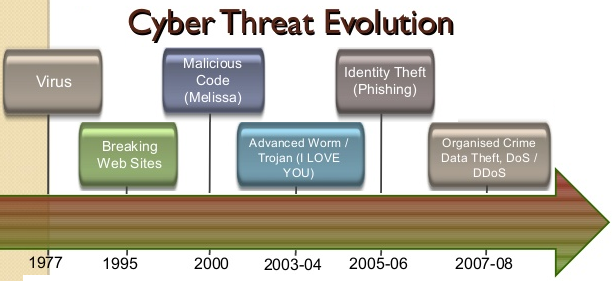 Cyber Threat Evolution
Virus
Malicious
Code
(Melissa)
Identity Theft
(Phishing)
Breaking
Web Sites
Advanced Worm /
Trojan (I LOVE
YOU)
Organised Crime
Data Theft, DoS /
DDoS
1977
1995
2000
2003-04
2005-06
2007-08